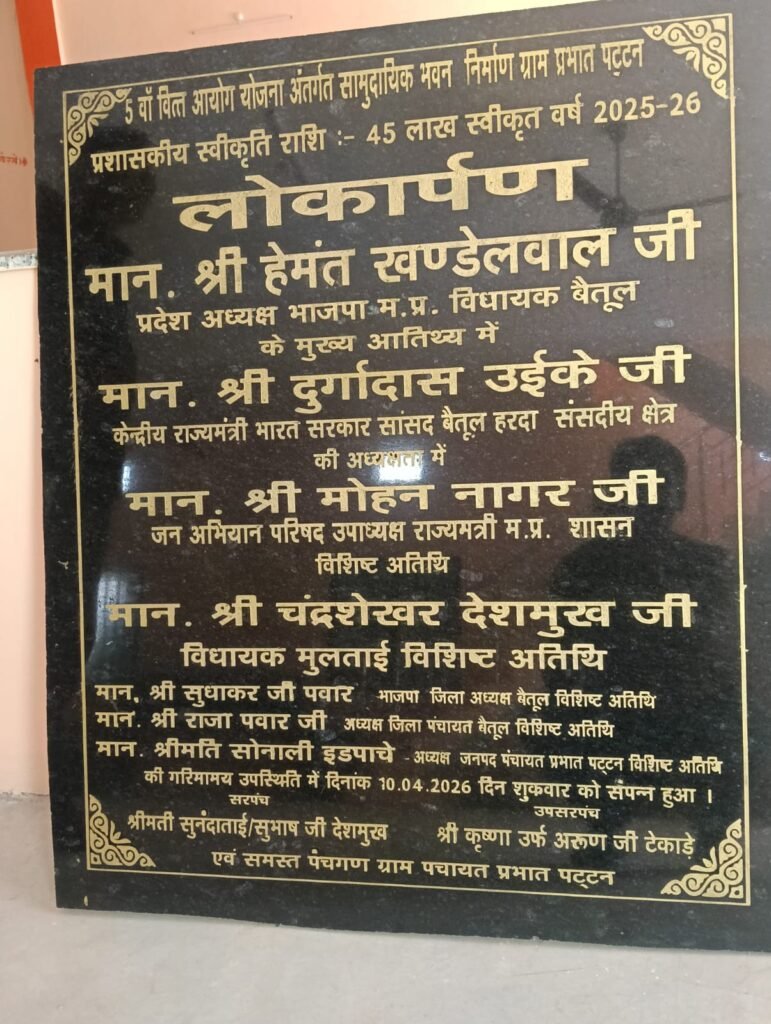 5 वाँ वित्त आयोग योजना अंतर्गत सामुदायिक भवन निर्माण ग्राम प्रभात पट्टन
प्रशासकीय स्वीकृति राशि :- 45 लाख स्वीकृत वर्ष 2025-26
लोकार्पण
मान. श्री हेमंत खण्डेलवाल जी
प्रदेश अध्यक्ष भाजपा म.प्र. विधायक बैतूल
के मुख्य आतिथ्य में
मान. श्री दुर्गादास उईके जी
केन्द्रीय राज्यमंत्री भारत सरकार सांसद बैतूल हरदा संसदीय क्षेत्र
की अध्यक्षता में
मान. श्री मोहन नागर जी
जन अभियान परिषद उपाध्यक्ष राज्यमंत्री म.प्र. शासन
विशिष्ट अतिथि
मान. श्री चंद्रशेखर देशमुख जी
विधायक मुलताई विशिष्ट अतिथि
मान. श्री सुधाकर जी पवार भाजपा जिला अध्यक्ष बैतूल विशिष्ट अतिथि
मान. श्री राजा पवार जी अध्यक्ष जिला पंचायत बैतूल विशिष्ट अतिथि
मान. श्रीमति सोनाली इडपाचे - अध्यक्ष जनपद पंचायत प्रभात पट्टन विशिष्ट अतिथि
की गरिमामय उपस्थिति में दिनांक 10.04.2026 दिन शुकवार को संपन्न हुआ ।
सरपंच उपसरपंच
श्रीमती सुनंदाताई/सुभाष जी देशमुख श्री कृष्णा उर्फ अरूण जी टेकाड़े
एवं समस्त पंचगण ग्राम पचायत प्रभात पट्टन